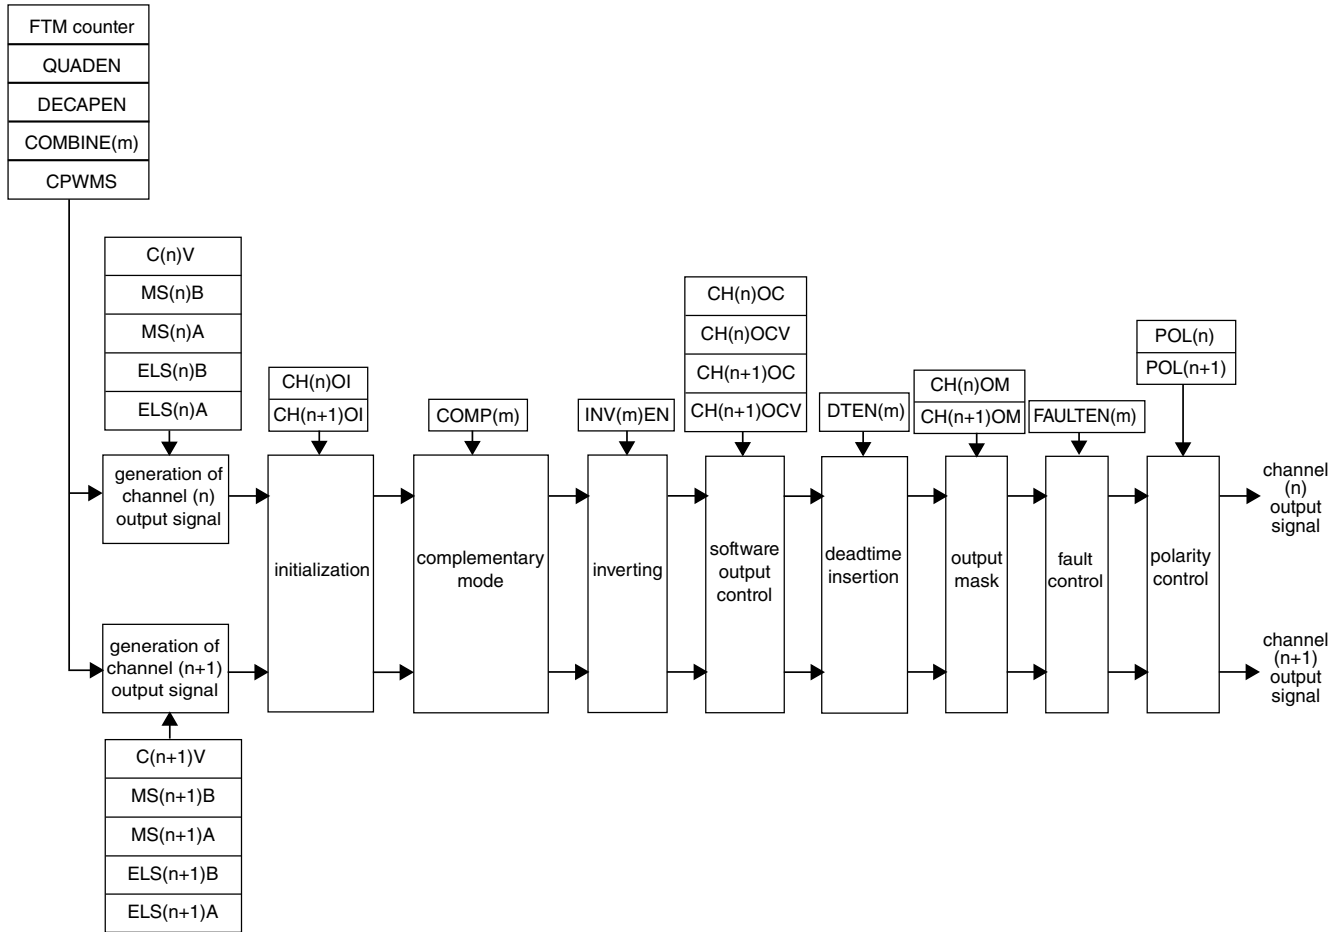 FTM counter
QUADEN
DECAPEN
COMBINE(m)
CPWMS
C(n)V
MS(n)B
MS(n)A
ELS(n)B
ELS(n)A
CH(n)OI
CH(n+1)OI
COMP(m)
INV(m)EN
CH(n)OC
CH(n)OCV
CH(n+1)OC
CH(n+1)OCV
DTEN(m)
CH(n)OM
CH(n+1)OM
FAULTEN(m)
POL(n)
POL(n+1)
generation of
channel (n)
output signal
generation of
channel (n+1)
output signal
initialization
complementary
mode
inverting
software
output
control
deadtime
insertion
output
mask
fault
control
polarity
control
channel
(n)
output
signal
channel
(n+1)
output
signal
C(n+1)V
MS(n+1)B
MS(n+1)A
ELS(n+1)B
ELS(n+1)A